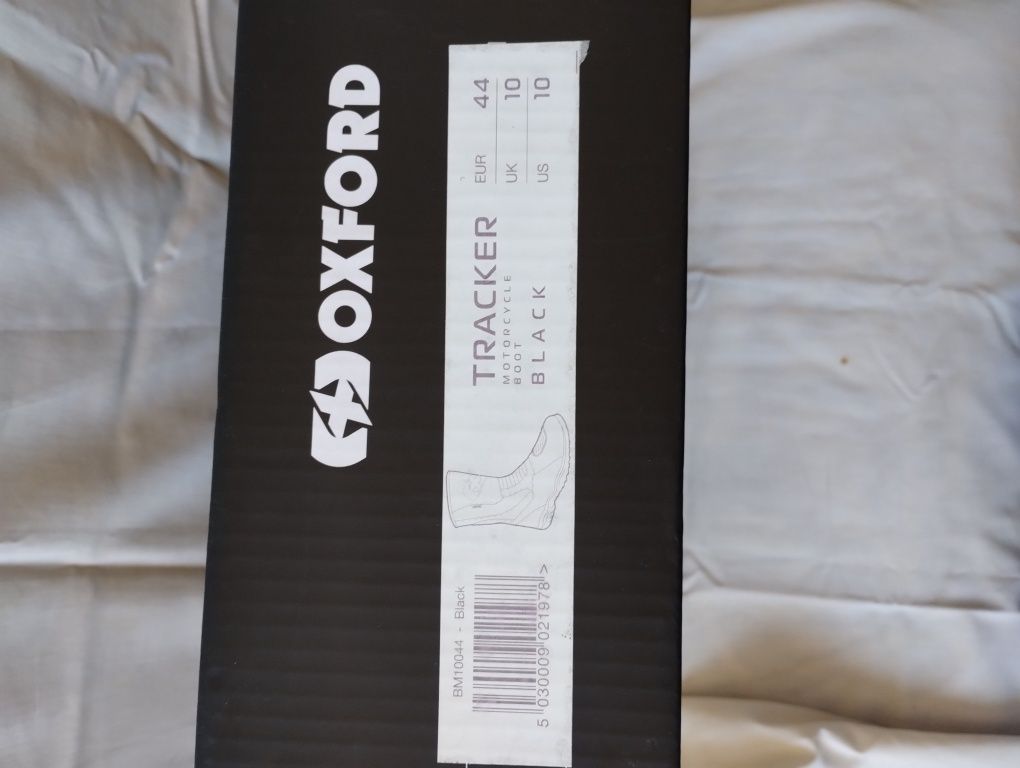 OXFORD
BM10044 - Black
5 030009 021978 >
TRACKER
MOTORCYCLE
BOOT
BLACK
EUR 44
UK 10
US 10